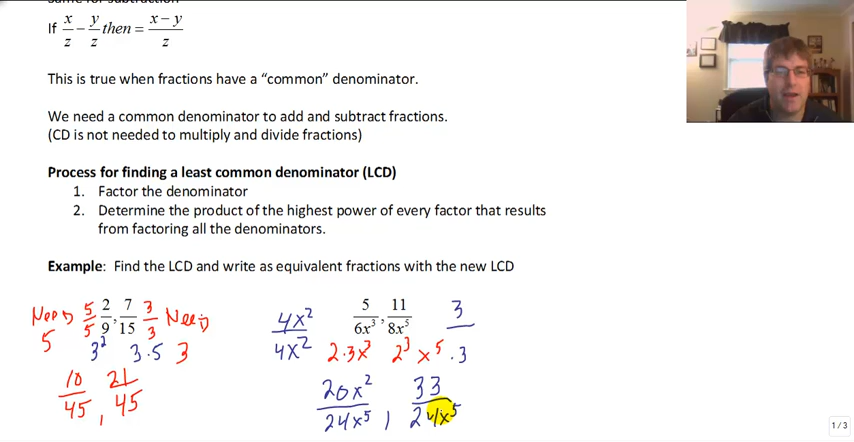 If x/z − y/z then = x − y/z
This is true when fractions have a “common” denominator.
We need a common denominator to add and subtract fractions.
(CD is not needed to multiply and divide fractions)
Process for finding a least common denominator (LCD)
1. Factor the denominator
2. Determine the product of the highest power of every factor that results
from factoring all the denominators.
Example: Find the LCD and write as equivalent fractions with the new LCD
Need 5 5/5 2/9, 7/15 3/3 Need 3
3² 3·5
10/45, 21/45
4x²/4x² 5/6x³, 11/8x⁵ 3
2·3x³ 2³x⁵ · 3
20x²/24x⁵, 33/24x⁵
1 / 3